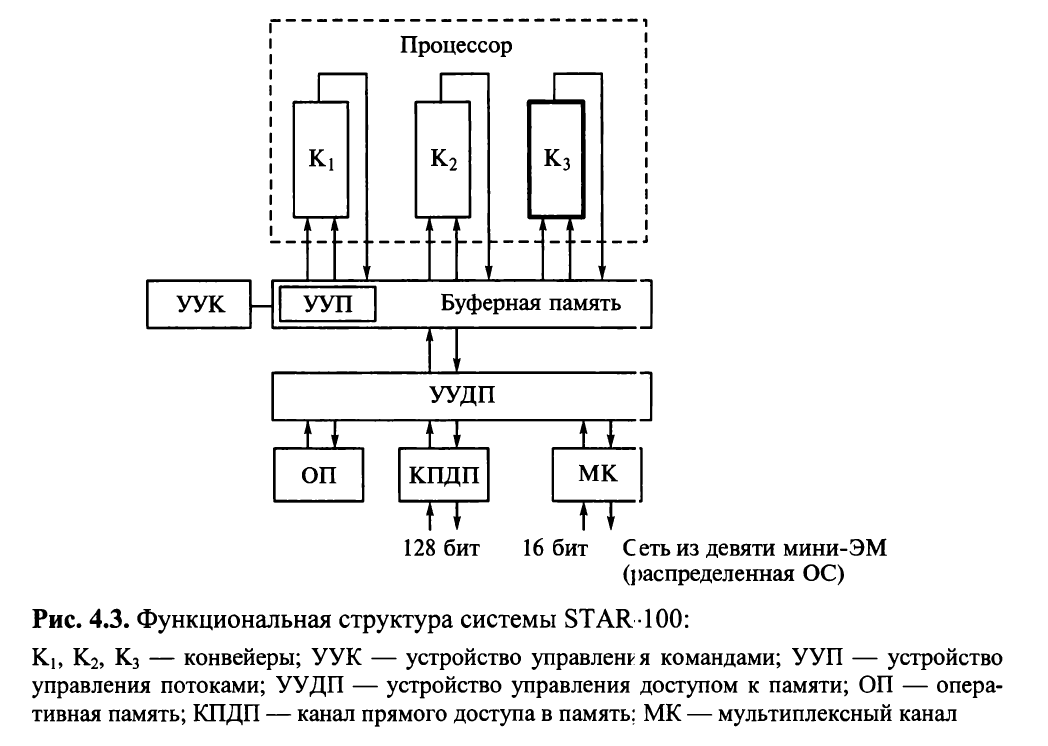 Процессор
K₁ K₂ K₃
УУК УУП Буферная память
УУДП
ОП КПДП МК
128 бит 16 бит Сеть из девяти мини-ЭМ
(распределенная ОС)
Рис. 4.3. Функциональная структура системы STAR-100:
K₁, K₂, K₃ — конвейеры; УУК — устройство управления командами; УУП — устройство
управления потоками; УУДП — устройство управления доступом к памяти; ОП — опера-
тивная память; КПДП — канал прямого доступа в память; МК — мультиплексный канал